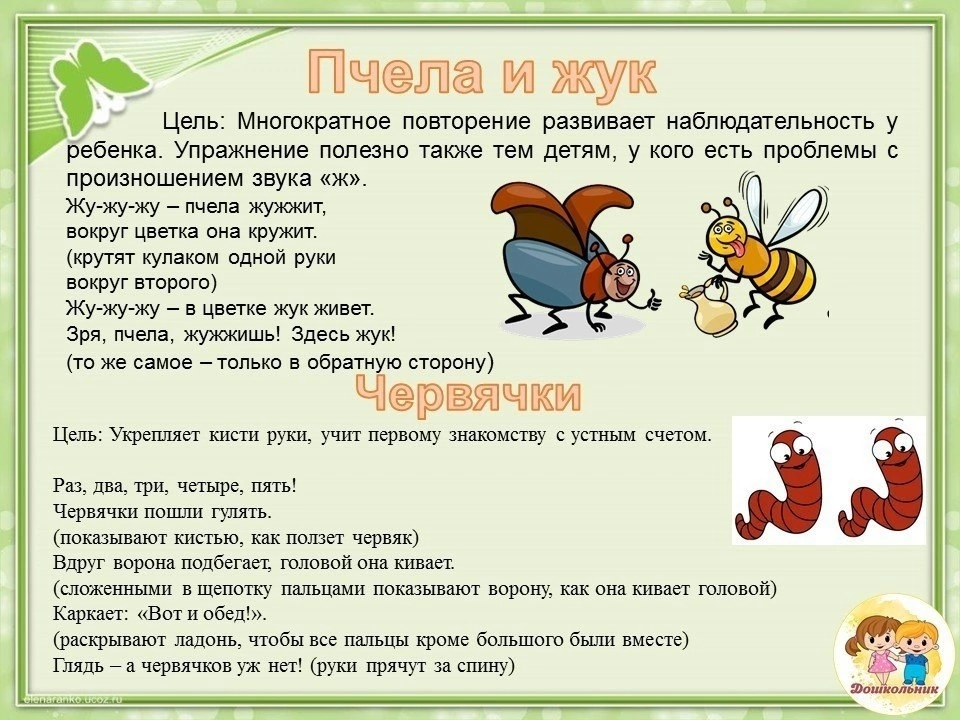 Пчела и жук
Цель: Многократное повторение развивает наблюдательность у
ребенка. Упражнение полезно также тем детям, у кого есть проблемы с
произношением звука «ж».
Жу-жу-жу – пчела жужжит,
вокруг цветка она кружит.
(крутят кулаком одной руки
вокруг второго)
Жу-жу-жу – в цветке жук живет.
Зря, пчела, жужжишь! Здесь жук!
(то же самое – только в обратную сторону)
Червячки
Цель: Укрепляет кисти руки, учит первому знакомству с устным счетом.
Раз, два, три, четыре, пять!
Червячки пошли гулять.
(показывают кистью, как ползет червяк)
Вдруг ворона подбегает, головой она кивает.
(сложенными в щепотку пальцами показывают ворону, как она кивает головой)
Каркает: «Вот и обед!».
(раскрывают ладонь, чтобы все пальцы кроме большого были вместе)
Глядь – а червячков уж нет! (руки прячут за спину)
Дошкольник
elenaranko.ucoz.ru